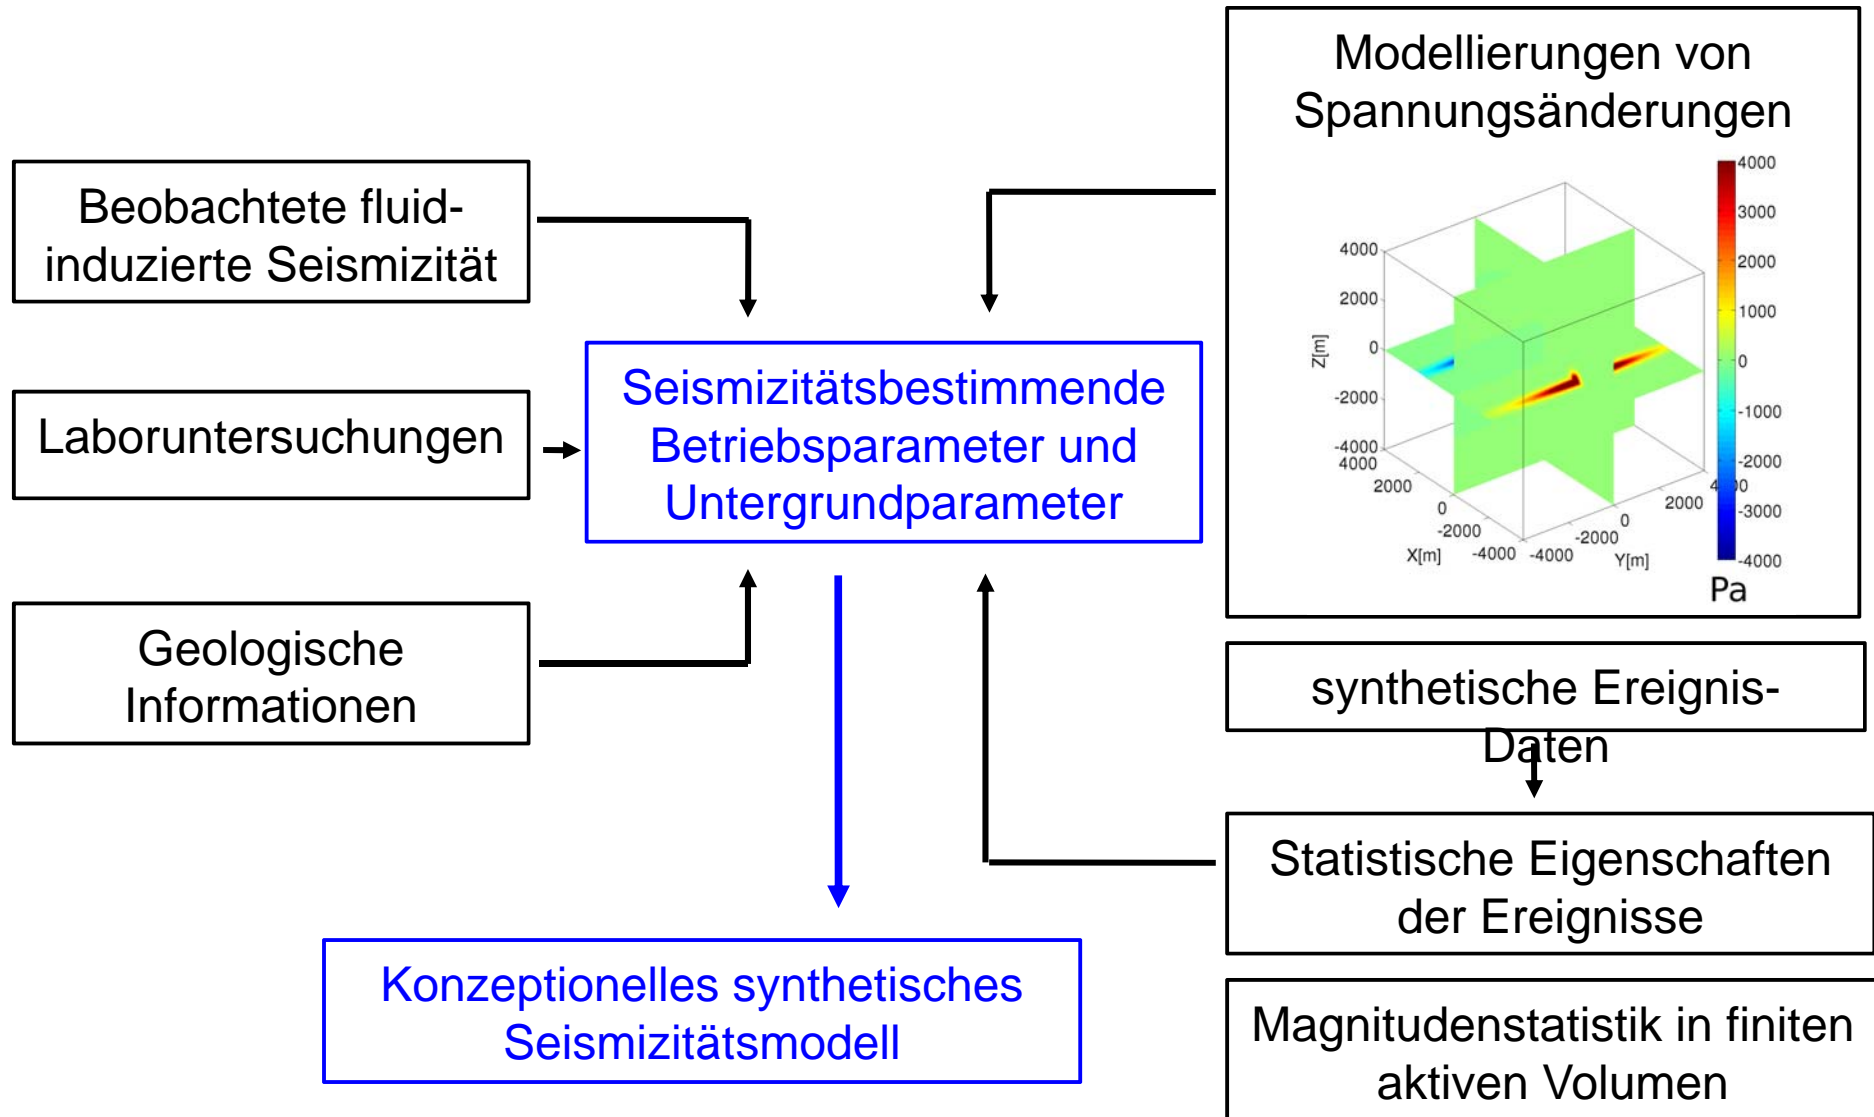 Beobachtete fluid-
induzierte Seismizität
Laboruntersuchungen
Geologische
Informationen
Seismizitätsbestimmende
Betriebsparameter und
Untergrundparameter
Konzeptionelles synthetisches
Seismizitätsmodell
Modellierungen von
Spannungsänderungen
4000
2000
0
-2000
-4000
Z[m]
4000
2000
0
-2000
-4000
X[m]
-4000
-2000
0
2000
4000
Y[m]
4000
3000
2000
1000
0
-1000
-2000
-3000
-4000
Pa
synthetische Ereignis-
Daten
Statistische Eigenschaften
der Ereignisse
Magnitudenstatistik in finiten
aktiven Volumen